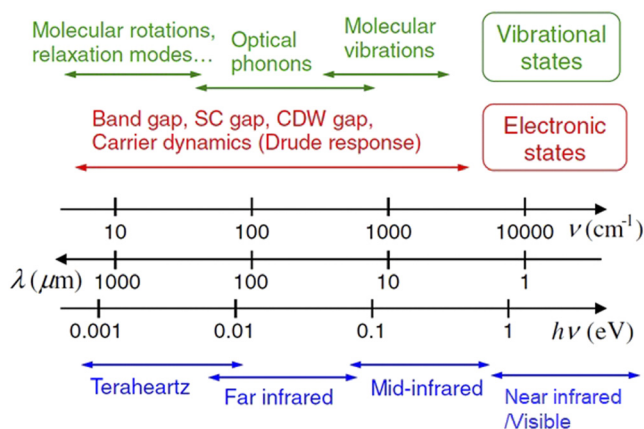 Molecular rotations,
relaxation modes...
Optical
phonons
Molecular
vibrations
Vibrational
states
Band gap, SC gap, CDW gap,
Carrier dynamics (Drude response)
Electronic
states
10 100 1000 10000 ν (cm⁻¹)
λ (μm) 1000 100 10 1
0.001 0.01 0.1 1 hν (eV)
Teraheartz
Far infrared
Mid-infrared
Near infrared
/Visible